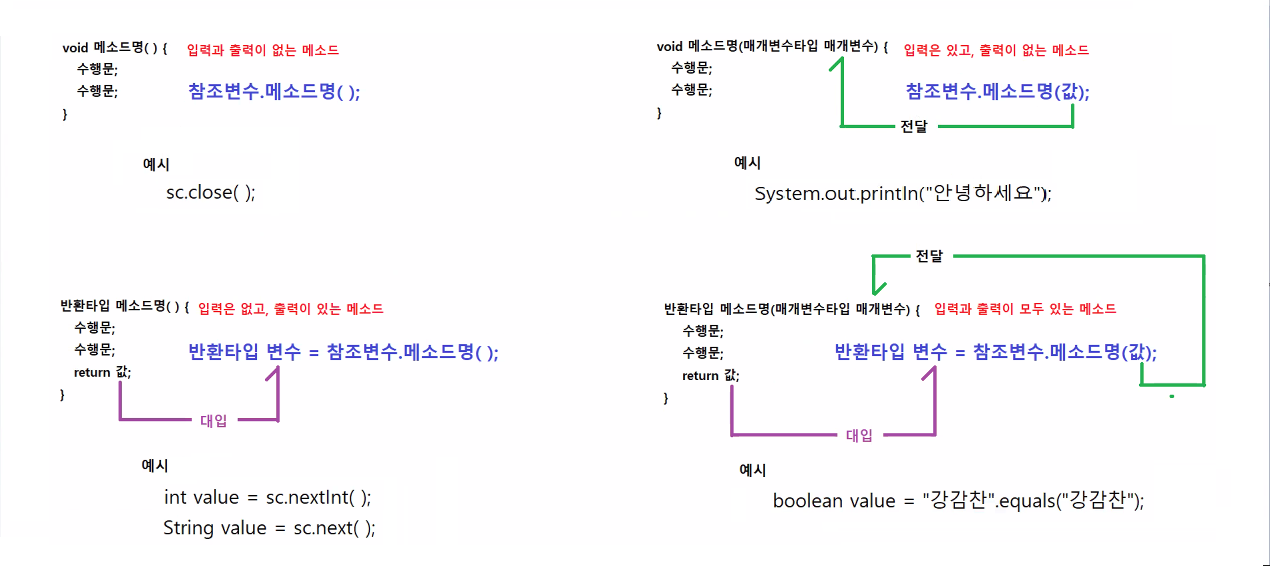 void 메소드명( ) { 입력과 출력이 없는 메소드
수행문;
수행문; 참조변수.메소드명( );
}
예시
sc.close( );
void 메소드명(매개변수타입 매개변수) { 입력은 있고, 출력이 없는 메소드
수행문;
수행문; 참조변수.메소드명(값);
}
전달
예시
System.out.println("안녕하세요");
반환타입 메소드명( ) { 입력은 없고, 출력이 있는 메소드
수행문;
수행문; 반환타입 변수 = 참조변수.메소드명( );
return 값;
}
대입
예시
int value = sc.nextInt( );
String value = sc.next( );
전달
반환타입 메소드명(매개변수타입 매개변수) { 입력과 출력이 모두 있는 메소드
수행문;
수행문; 반환타입 변수 = 참조변수.메소드명(값);
return 값;
}
대입
예시
boolean value = "강감찬".equals("강감찬");